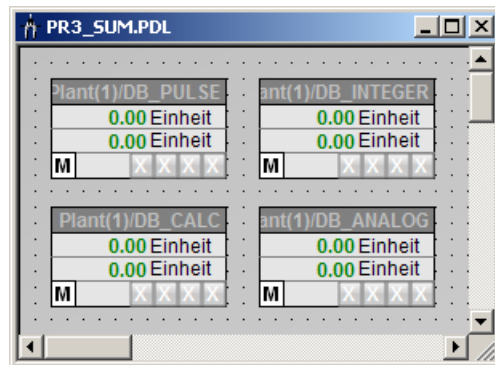 PR3_SUM.PDL
Plant(1)/DB_PULSE
ant(1)/DB_INTEGER
0.00 Einheit
0.00 Einheit
0.00 Einheit
0.00 Einheit
M X X X X
M X X X X
Plant(1)/DB_CALC
ant(1)/DB_ANALOG
0.00 Einheit
0.00 Einheit
0.00 Einheit
0.00 Einheit
M X X X X
M X X X X